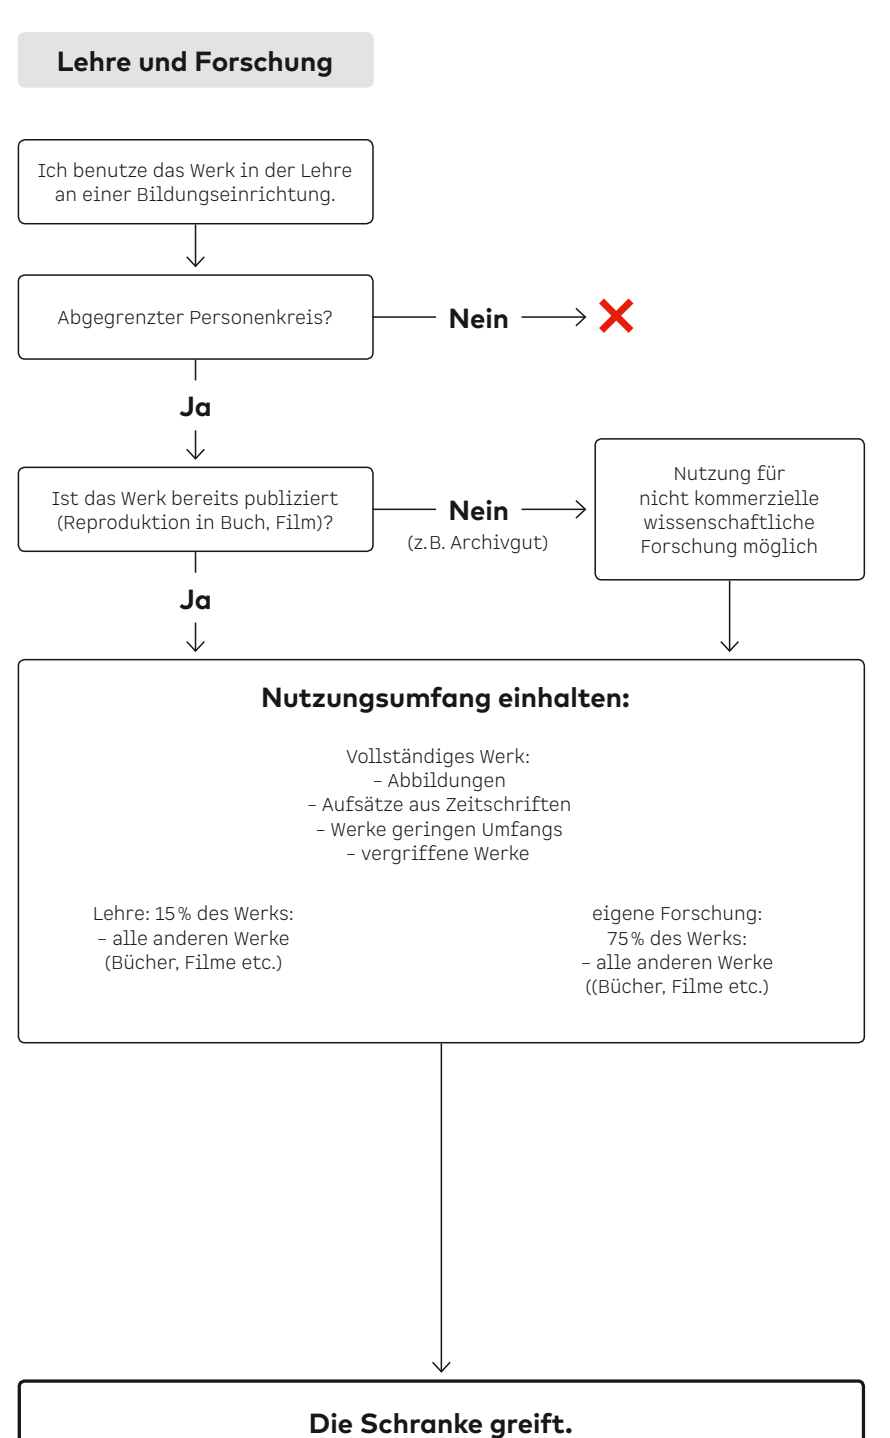 Lehre und Forschung
Ich benutze das Werk in der Lehre
an einer Bildungseinrichtung.
Abgegrenzter Personenkreis?
Nein
Ja
Ist das Werk bereits publiziert
(Reproduktion in Buch, Film)?
Nein
(z.B. Archivgut)
Nutzung für
nicht kommerzielle
wissenschaftliche
Forschung möglich
Ja
Nutzungsumfang einhalten:
Vollständiges Werk:
– Abbildungen
– Aufsätze aus Zeitschriften
– Werke geringen Umfangs
– vergriffene Werke
Lehre: 15% des Werks:
– alle anderen Werke
(Bücher, Filme etc.)
eigene Forschung:
75% des Werks:
– alle anderen Werke
((Bücher, Filme etc.)
Die Schranke greift.